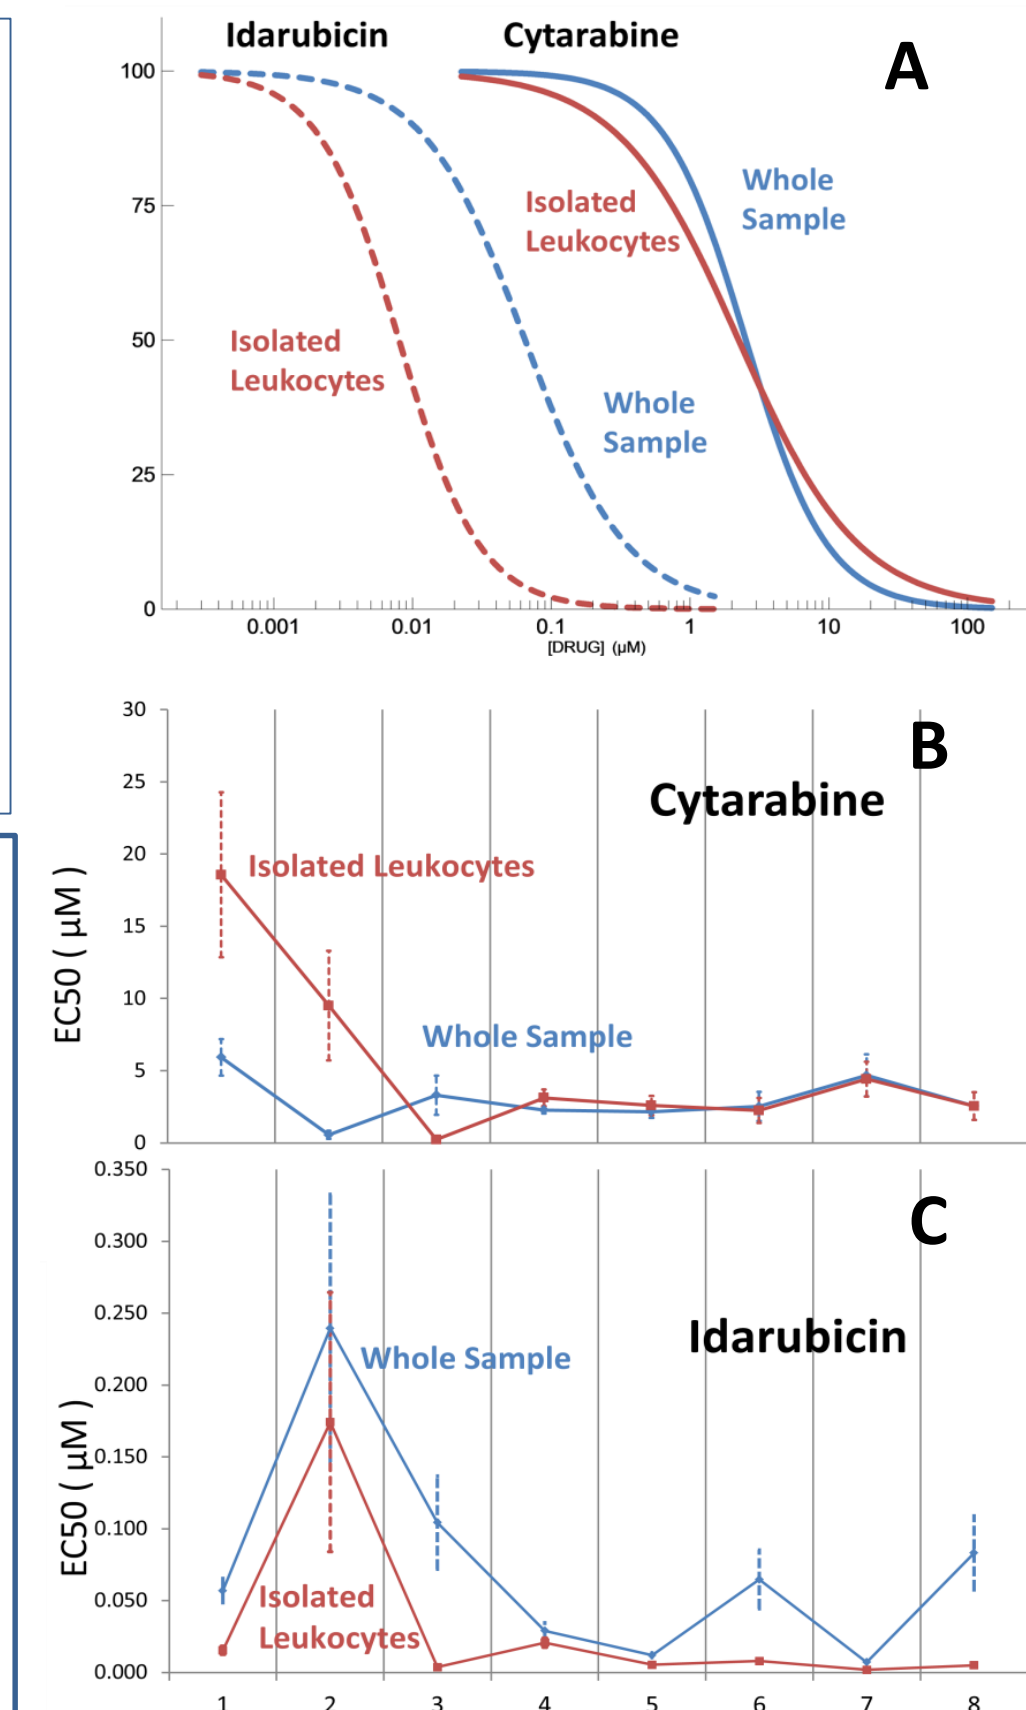 Idarubicin
Cytarabine
A
100
75
50
25
0
Whole
Sample
Isolated
Leukocytes
Isolated
Leukocytes
Whole
Sample
0.001
0.01
0.1
1
10
100
[DRUG] (µM)
B
Cytarabine
EC50 ( µM )
30
25
20
15
10
5
0
Isolated Leukocytes
Whole Sample
C
Idarubicin
EC50 ( µM )
0.350
0.300
0.250
0.200
0.150
0.100
0.050
0.000
Whole Sample
Isolated
Leukocytes
1
2
3
4
5
6
7
8